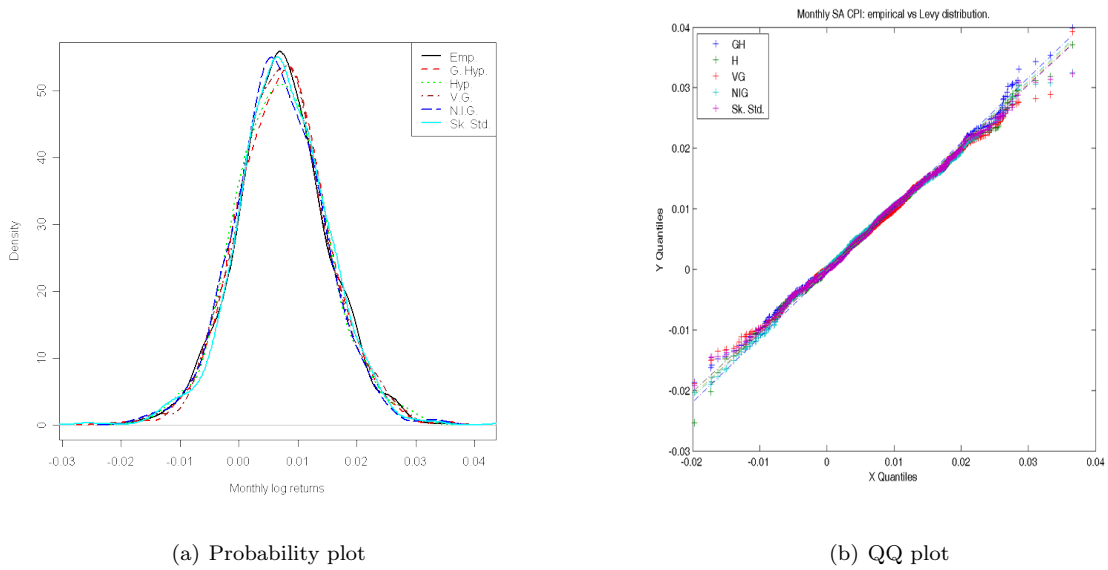 Emp.
G. Hyp.
Hyp.
V.G.
N.I.G.
Sk. Std.
50
40
30
20
10
0
Density
-0.03 -0.02 -0.01 0.00 0.01 0.02 0.03 0.04
Monthly log returns
(a) Probability plot
Monthly SA CPI: empirical vs Levy distribution.
GH
H
VG
NIG
Sk. Std.
0.04
0.03
0.02
0.01
0
-0.01
-0.02
-0.03
Y Quantiles
-0.02 -0.01 0 0.01 0.02 0.03 0.04
X Quantiles
(b) QQ plot